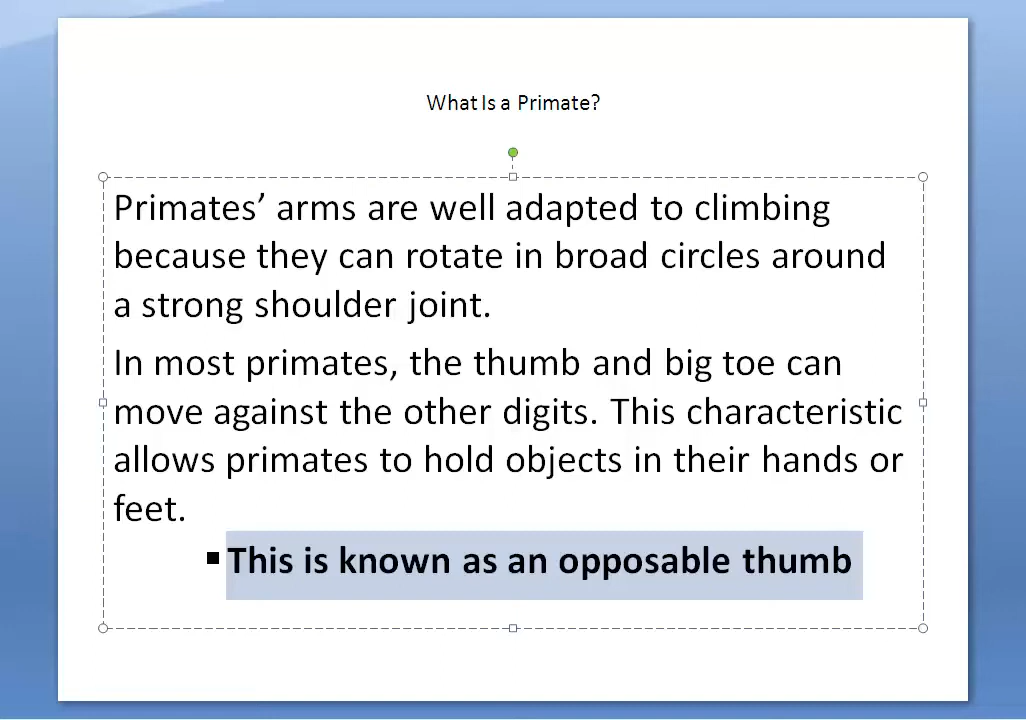 What Is a Primate?
Primates’ arms are well adapted to climbing
because they can rotate in broad circles around
a strong shoulder joint.
In most primates, the thumb and big toe can
move against the other digits. This characteristic
allows primates to hold objects in their hands or
feet.
▪ This is known as an opposable thumb